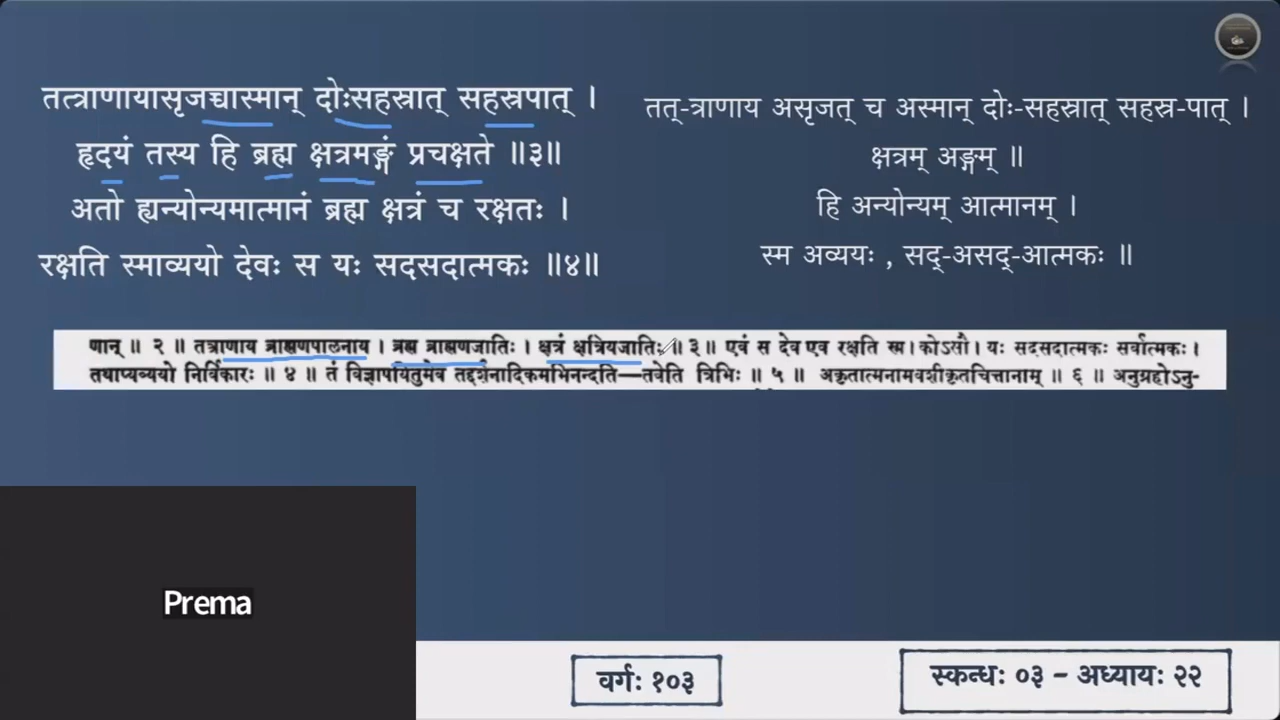 तत्त्राणायासृजच्चास्मान् दोःसहस्रात् सहस्रपात् ।
हृदयं तस्य हि ब्रह्म क्षत्रमङ्गं प्रचक्षते ॥३॥
अतो ह्यन्योन्यमात्मानं ब्रह्म क्षत्रं च रक्षतः ।
रक्षति स्माव्ययो देवः स यः सदसदात्मकः ॥४॥
तत्-त्राणाय असृजत् च अस्मान् दोः-सहस्रात् सहस्र-पात् ।
क्षत्रम् अङ्गम् ॥
हि अन्योन्यम् आत्मानम् ।
स्म अव्ययः , सद्-असद्-आत्मकः ॥
णान् ॥ २ ॥ तत्राणाय ब्राह्मणपालनाय । ब्रह्म ब्राह्मणजातिः । क्षत्रं क्षत्रियजातिः ॥ ३ ॥ एवं स देव एव रक्षति स्म । कोऽसौ । यः सदसदात्मकः सर्वात्मकः ।
तथाप्यव्ययो निर्विकारः ॥ ४ ॥ तं विज्ञापयितुमेव तद्दर्शनादिकमभिनन्दति—तवेति त्रिभिः ॥ ५ ॥ अकृतात्मनामवशीकृतचित्तानाम् ॥ ६ ॥ अनुग्रहोऽनु-
Prema
वर्गः १०३
स्कन्धः ०३ - अध्यायः २२